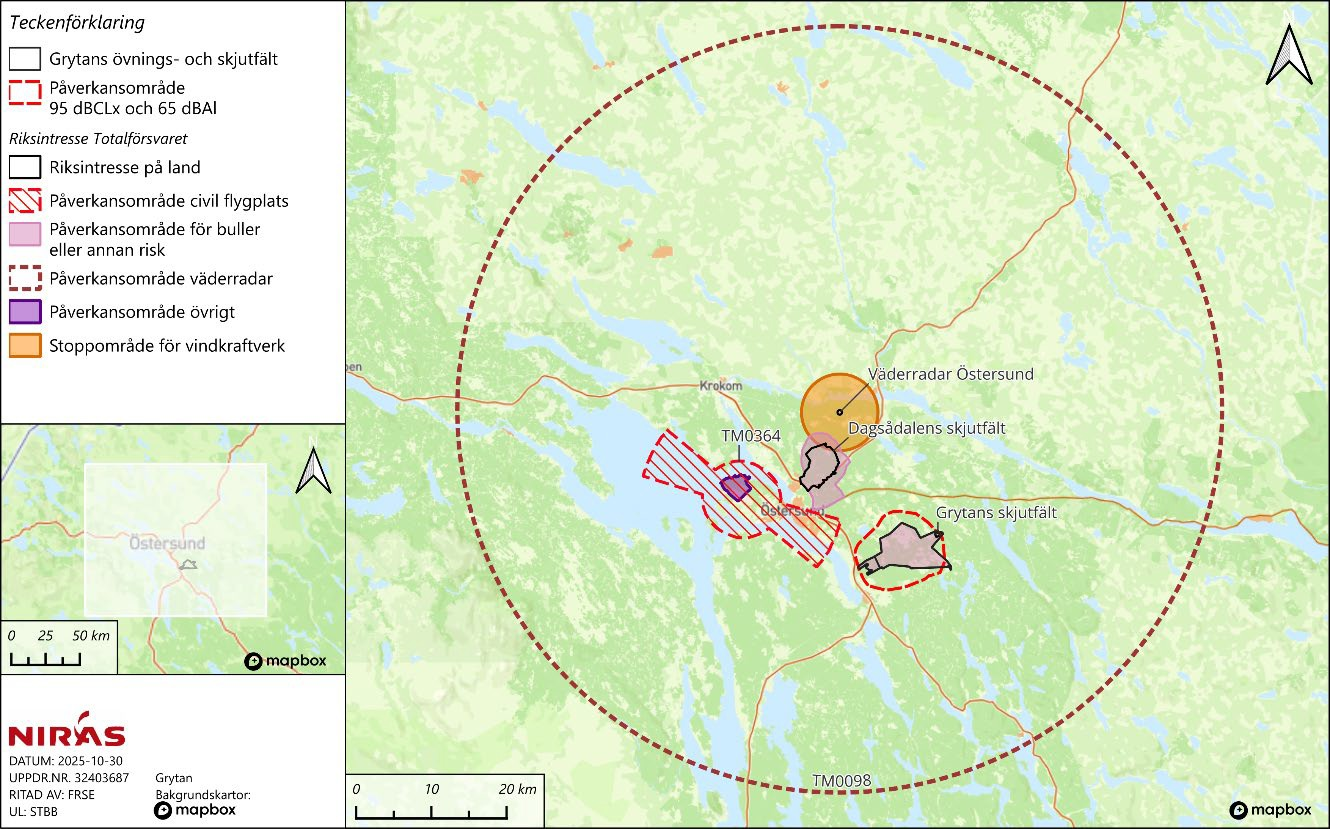 Teckenförklaring
Grytans övnings- och skjutfält
Påverkansområde
95 dBCLx och 65 dBAl
Riksintresse Totalförsvaret
Riksintresse på land
Påverkansområde civil flygplats
Påverkansområde för buller
eller annan risk
Påverkansområde väderradar
Påverkansområde övrigt
Stoppområde för vindkraftverk
Östersund
0 25 50 km
mapbox
NIRAS
DATUM: 2025-10-30
UPPDR.NR. 32403687
RITAD AV: FRSE
UL: STBB
Grytan
Bakgrundskartor:
mapbox
Krokom
Väderradar Östersund
Dagsådalens skjutfält
TM0364
Östersund
Grytans skjutfält
TM0098
0 10 20 km
mapbox